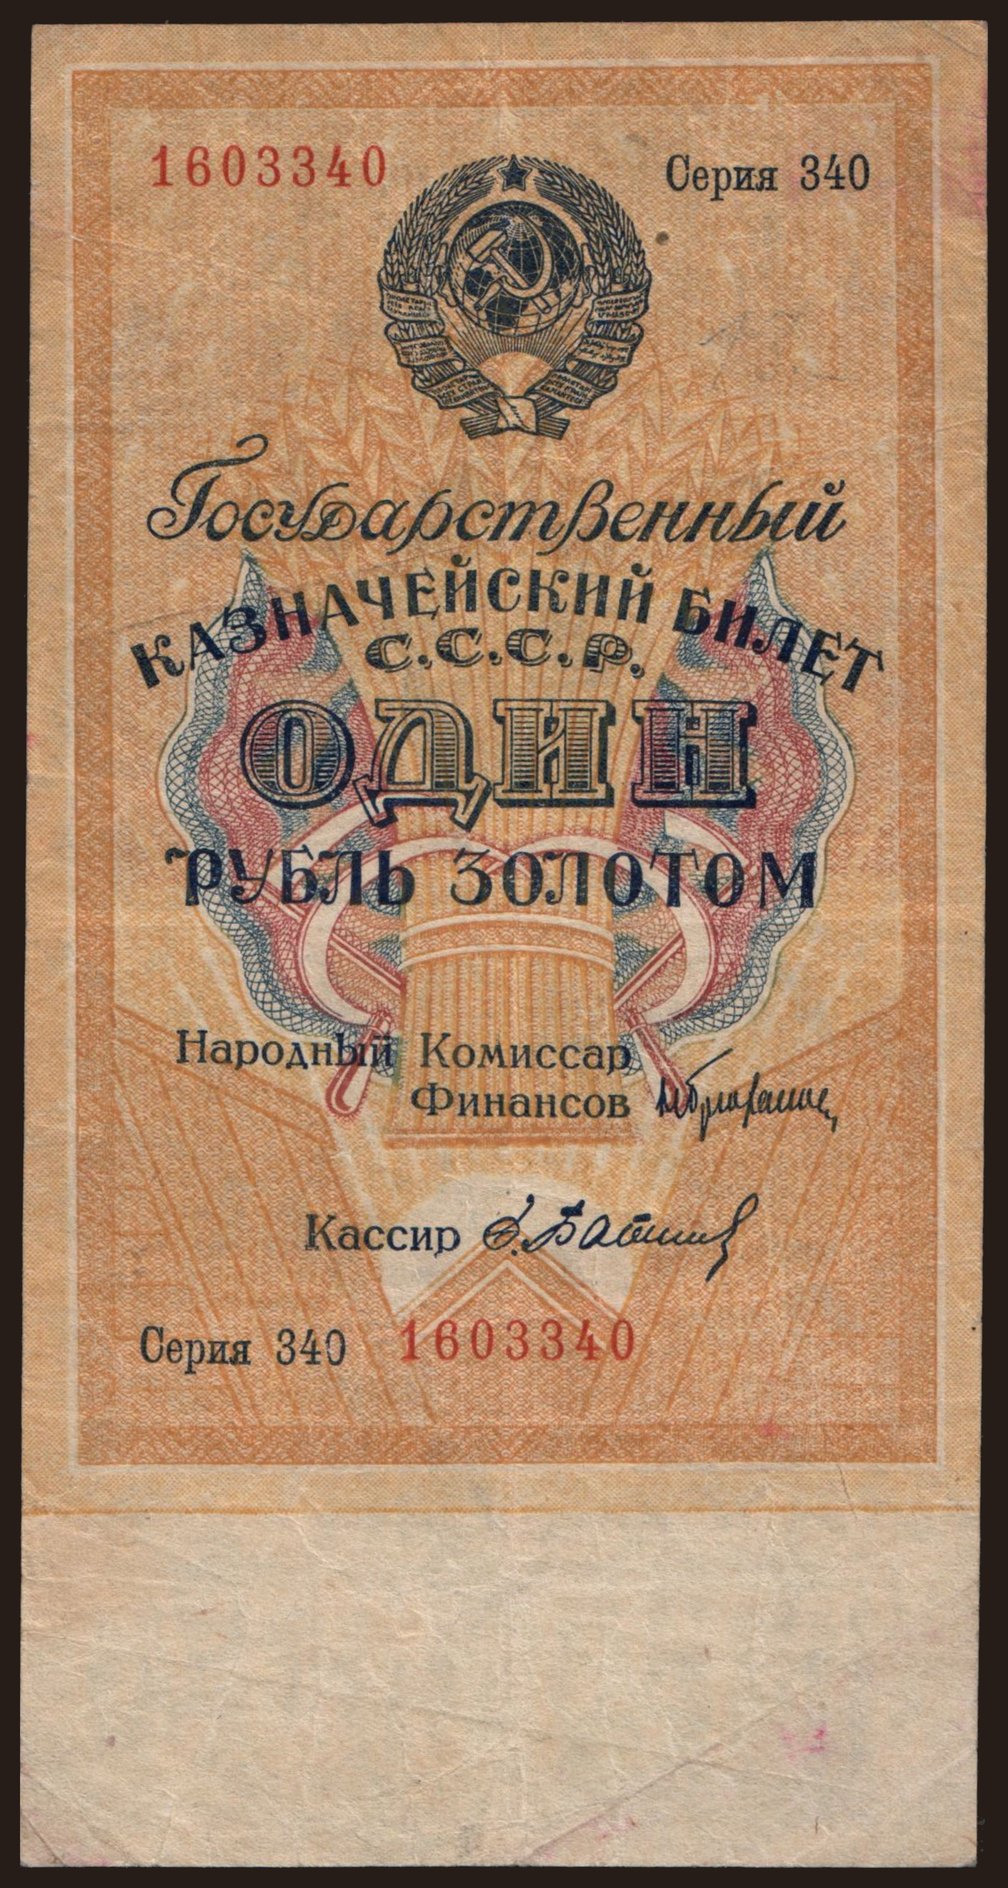 1603340
Серия 340
Государственный
КАЗНАЧЕЙСКИЙ БИЛЕТ
С.С.С.Р.
ОДИН
РУБЛЬ ЗОЛОТОМ
Народный Комиссар
Финансов
Кассир
Серия 340 1603340